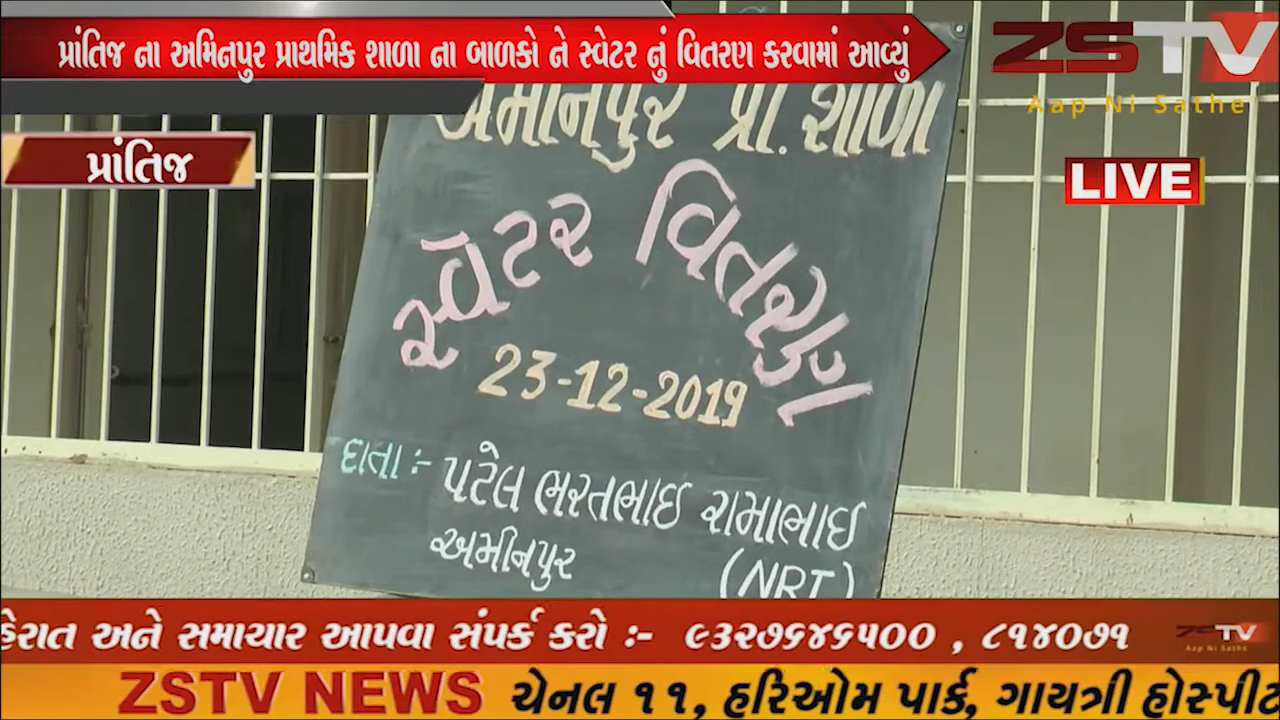 પ્રાંતિજ ના અમિનપુર પ્રાથમિક શાળા ના બાળકો ને સ્વેટર નું વિતરણ કરવામાં આવ્યું
ZSTV
Aap Ni Sathe
પ્રાંતિજ
LIVE
અમીનપુર પ્રા. શાળા
સ્વેટર વિતરણ
23-12-2019
દાતા :- પટેલ ભરતભાઈ રામાભાઈ
અમીનપુર (NRI)
હેરાત અને સમાચાર આપવા સંપર્ક કરો :- ૯૩૨૭૬૪૬૫૦૦ , ૮૧૪૦૭૧
ZSTV
Aap Ni Sathe
ZSTV NEWS ચેનલ ૧૧, હરિઓમ પાર્ક, ગાયત્રી હોસ્પીટ